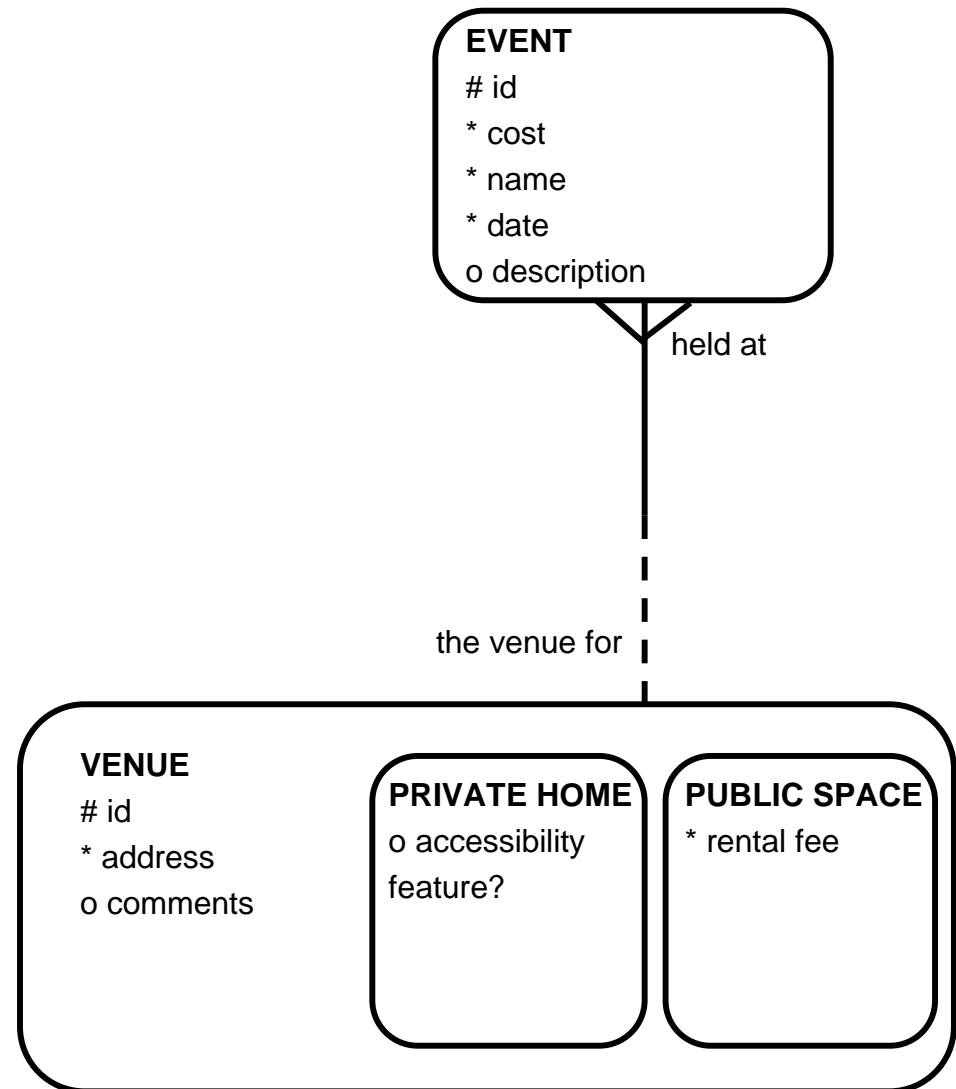 EVENT
# id
* cost
* name
* date
o description
held at
the venue for
VENUE
# id
* address
o comments
PRIVATE HOME
o accessibility
feature?
PUBLIC SPACE
* rental fee